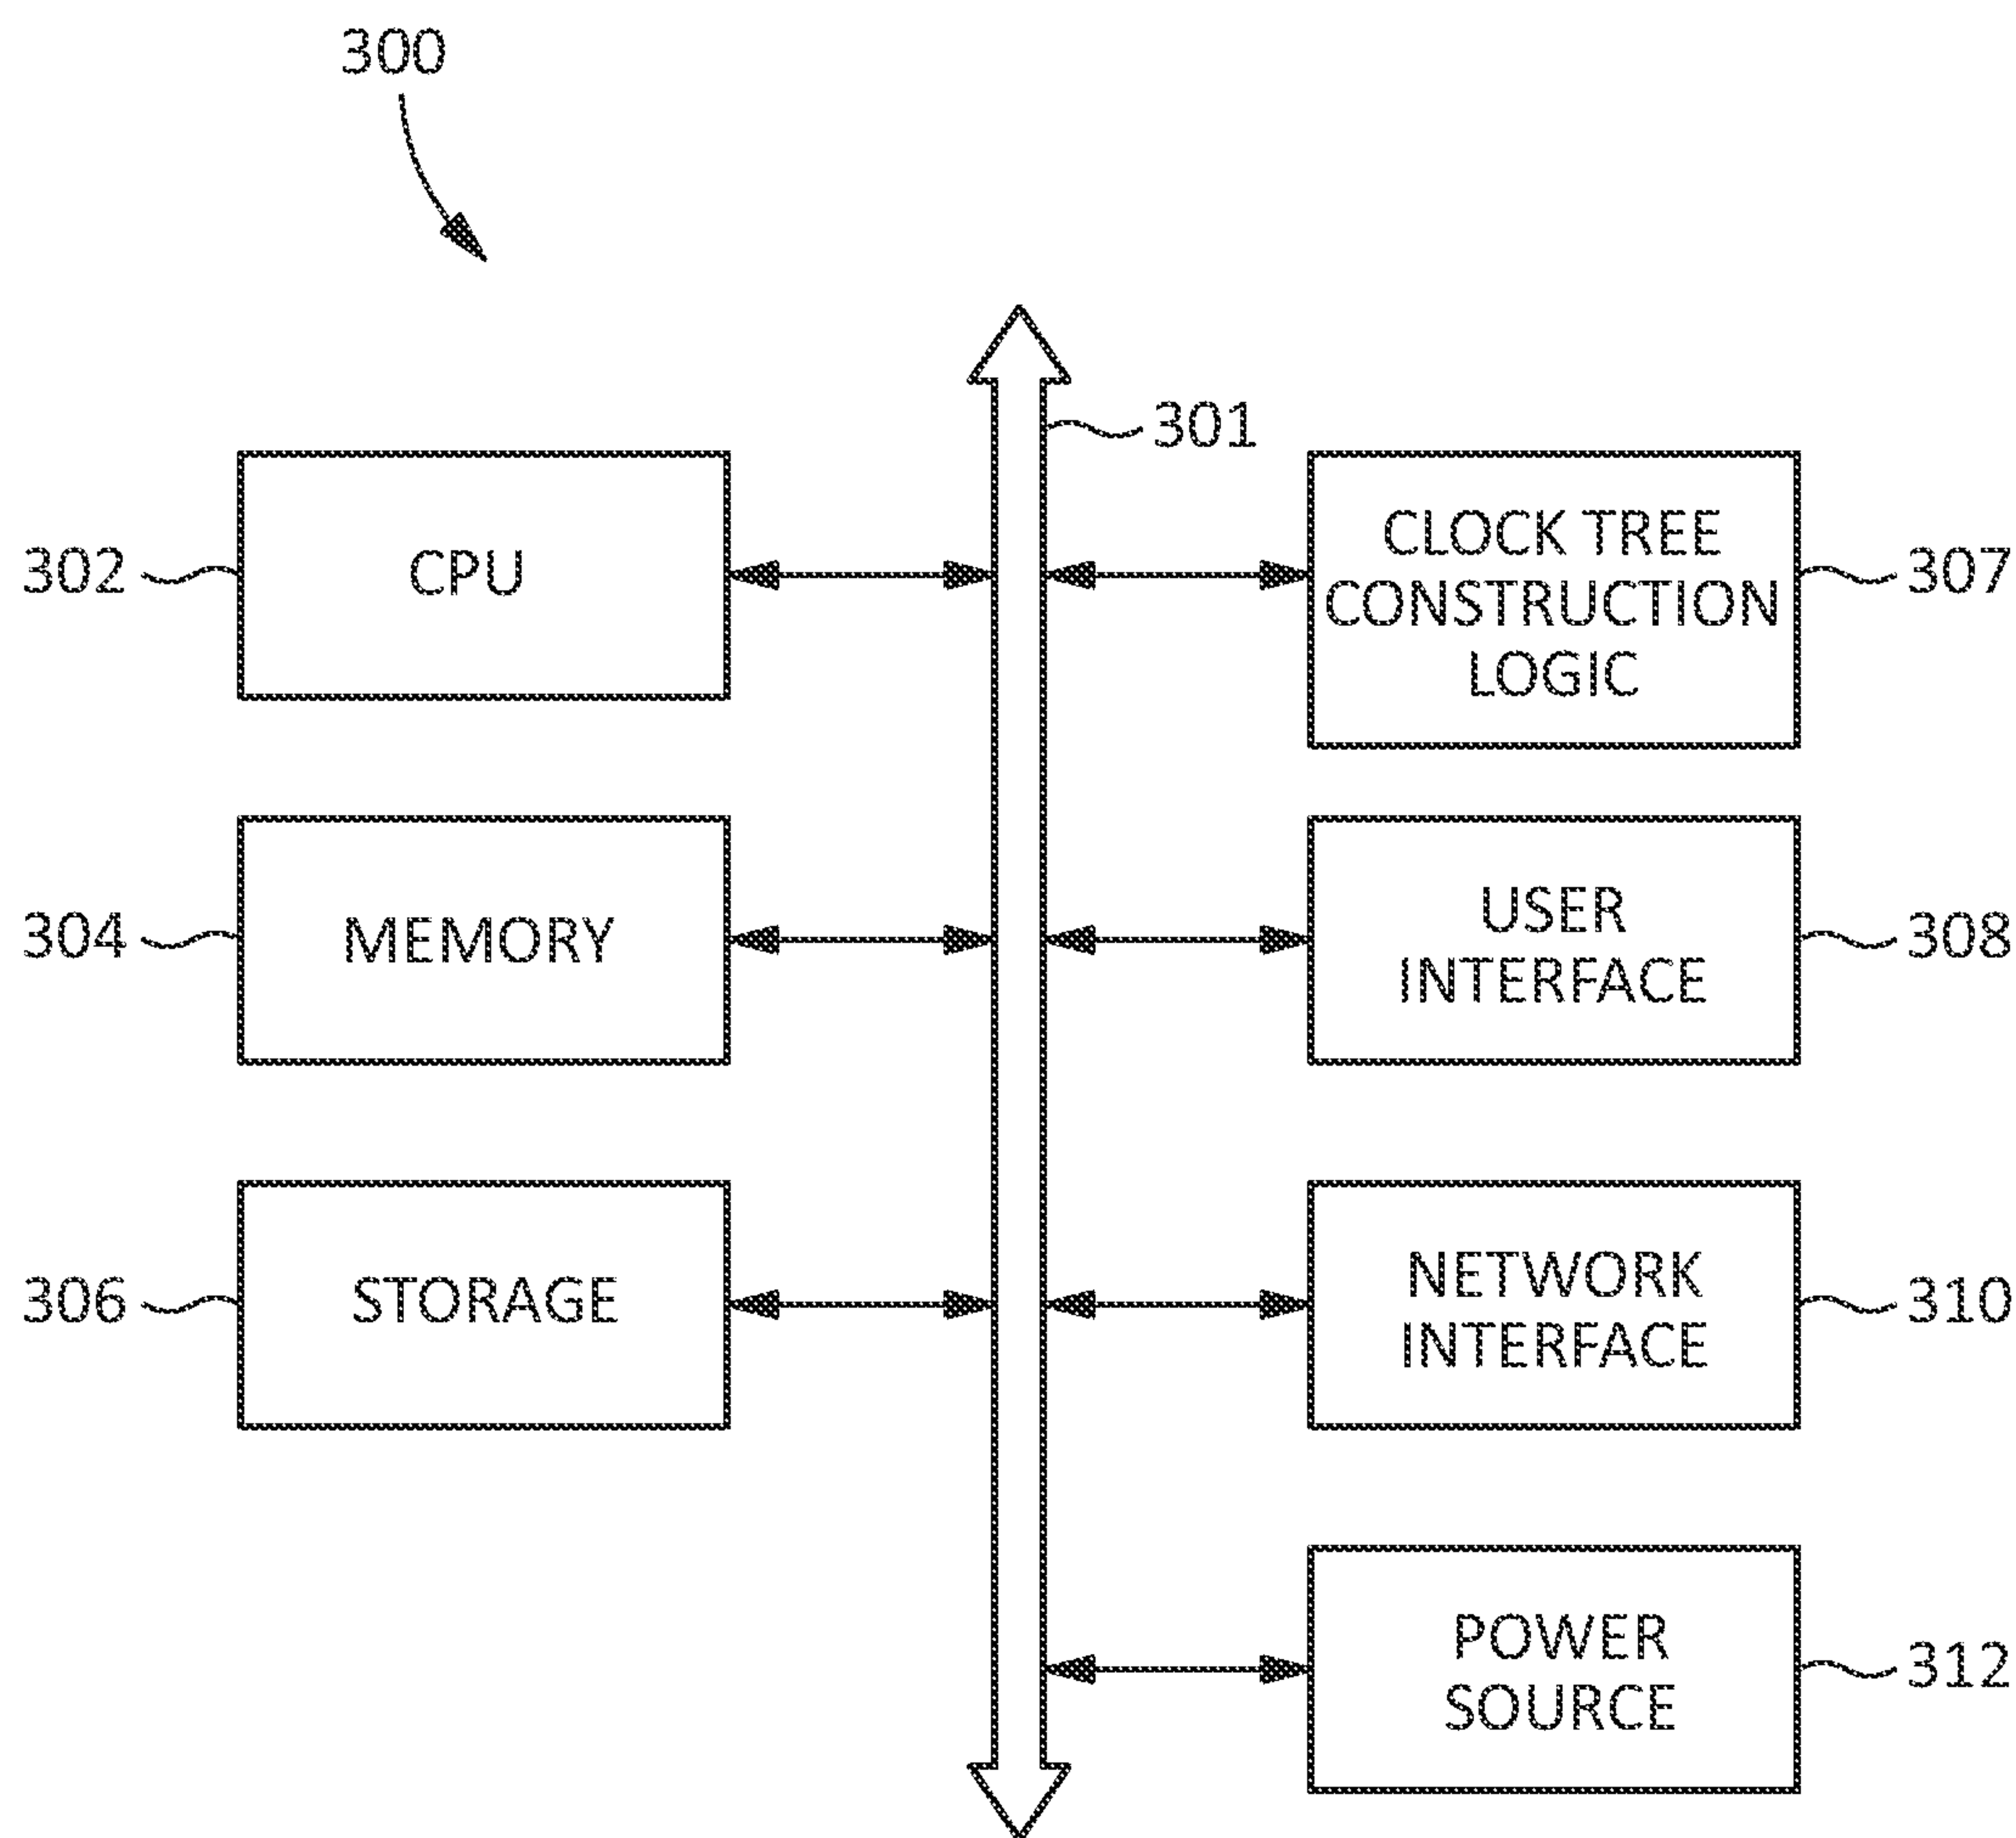 300
301
302
CPU
CLOCK TREE
CONSTRUCTION
LOGIC
307
304
MEMORY
USER
INTERFACE
308
306
STORAGE
NETWORK
INTERFACE
310
POWER
SOURCE
312